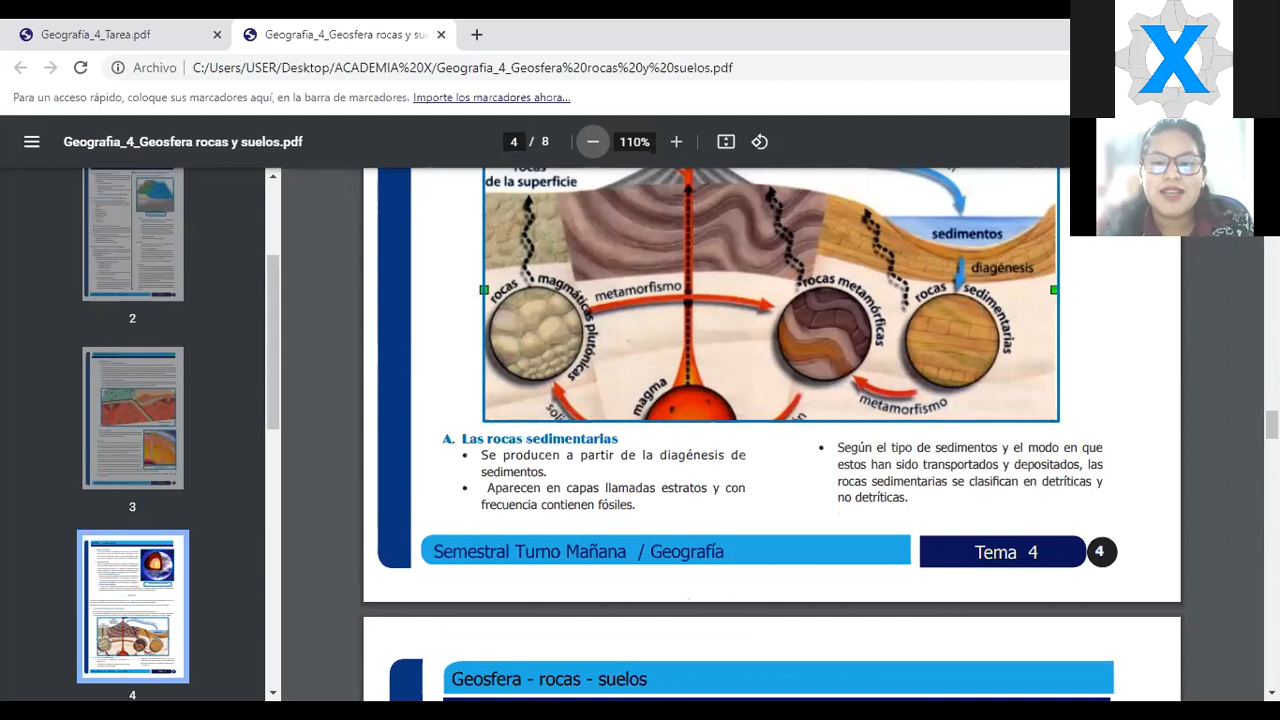 Geografía_4_Tarea.pdf
Geografia_4_Geosfera rocas y su
Archivo
C:/Users/USER/Desktop/ACADEMIA%20X/Geografia_4_Geosfera%20rocas%20y%20suelos.pdf
Para un acceso rápido, coloque sus marcadores aquí, en la barra de marcadores. Importe los marcadores ahora...
Geografia_4_Geosfera rocas y suelos.pdf
4 / 8
110%
X
2
3
4
rocas
de la superficie
sedimentos
diagénesis
rocas magmáticas plutónicas
metamorfismo
rocas metamórficas
rocas sedimentarias
magma
metamorfismo
A. Las rocas sedimentarias
• Se producen a partir de la diagénesis de
sedimentos.
• Aparecen en capas llamadas estratos y con
frecuencia contienen fósiles.
• Según el tipo de sedimentos y el modo en que
estos han sido transportados y depositados, las
rocas sedimentarias se clasifican en detríticas y
no detríticas.
Semestral Turno Mañana / Geografía
Tema 4
4
Geosfera - rocas - suelos